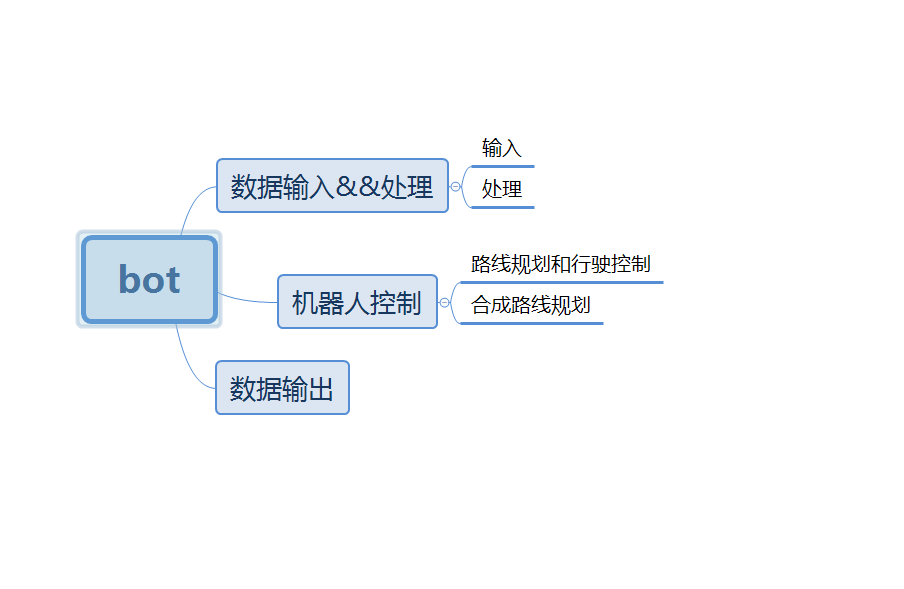 bot
数据输入&&处理
输入
处理
机器人控制
路线规划和行驶控制
合成路线规划
数据输出